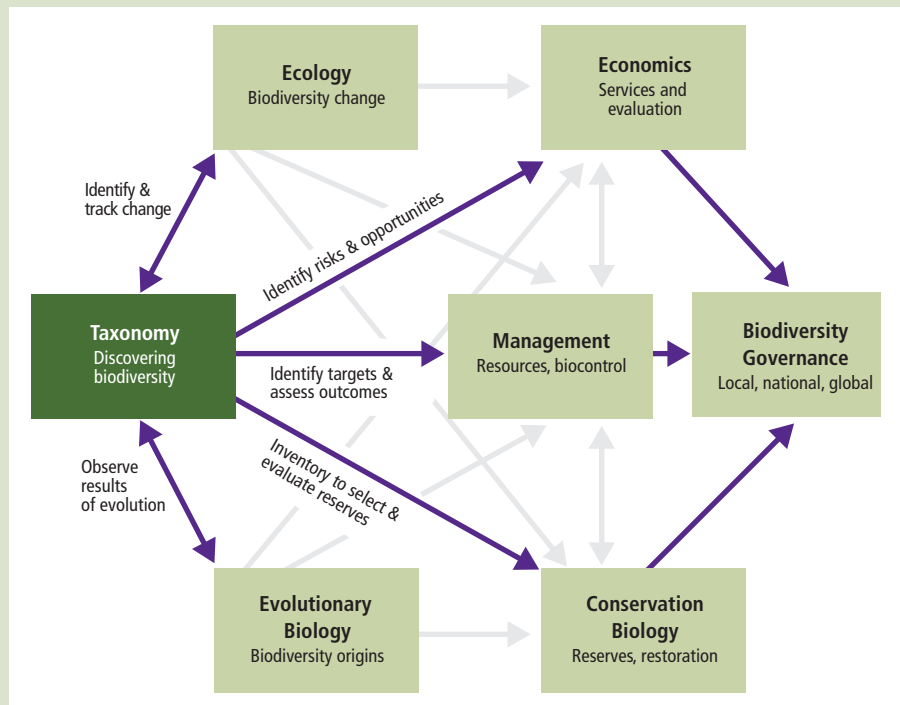 Ecology
Biodiversity change
Economics
Services and
evaluation
Identify &
track change
Identify risks & opportunities
Taxonomy
Discovering
biodiversity
Identify targets &
assess outcomes
Management
Resources, biocontrol
Biodiversity
Governance
Local, national, global
Observe
results
of evolution
Inventory to select &
evaluate reserves
Evolutionary
Biology
Biodiversity origins
Conservation
Biology
Reserves, restoration